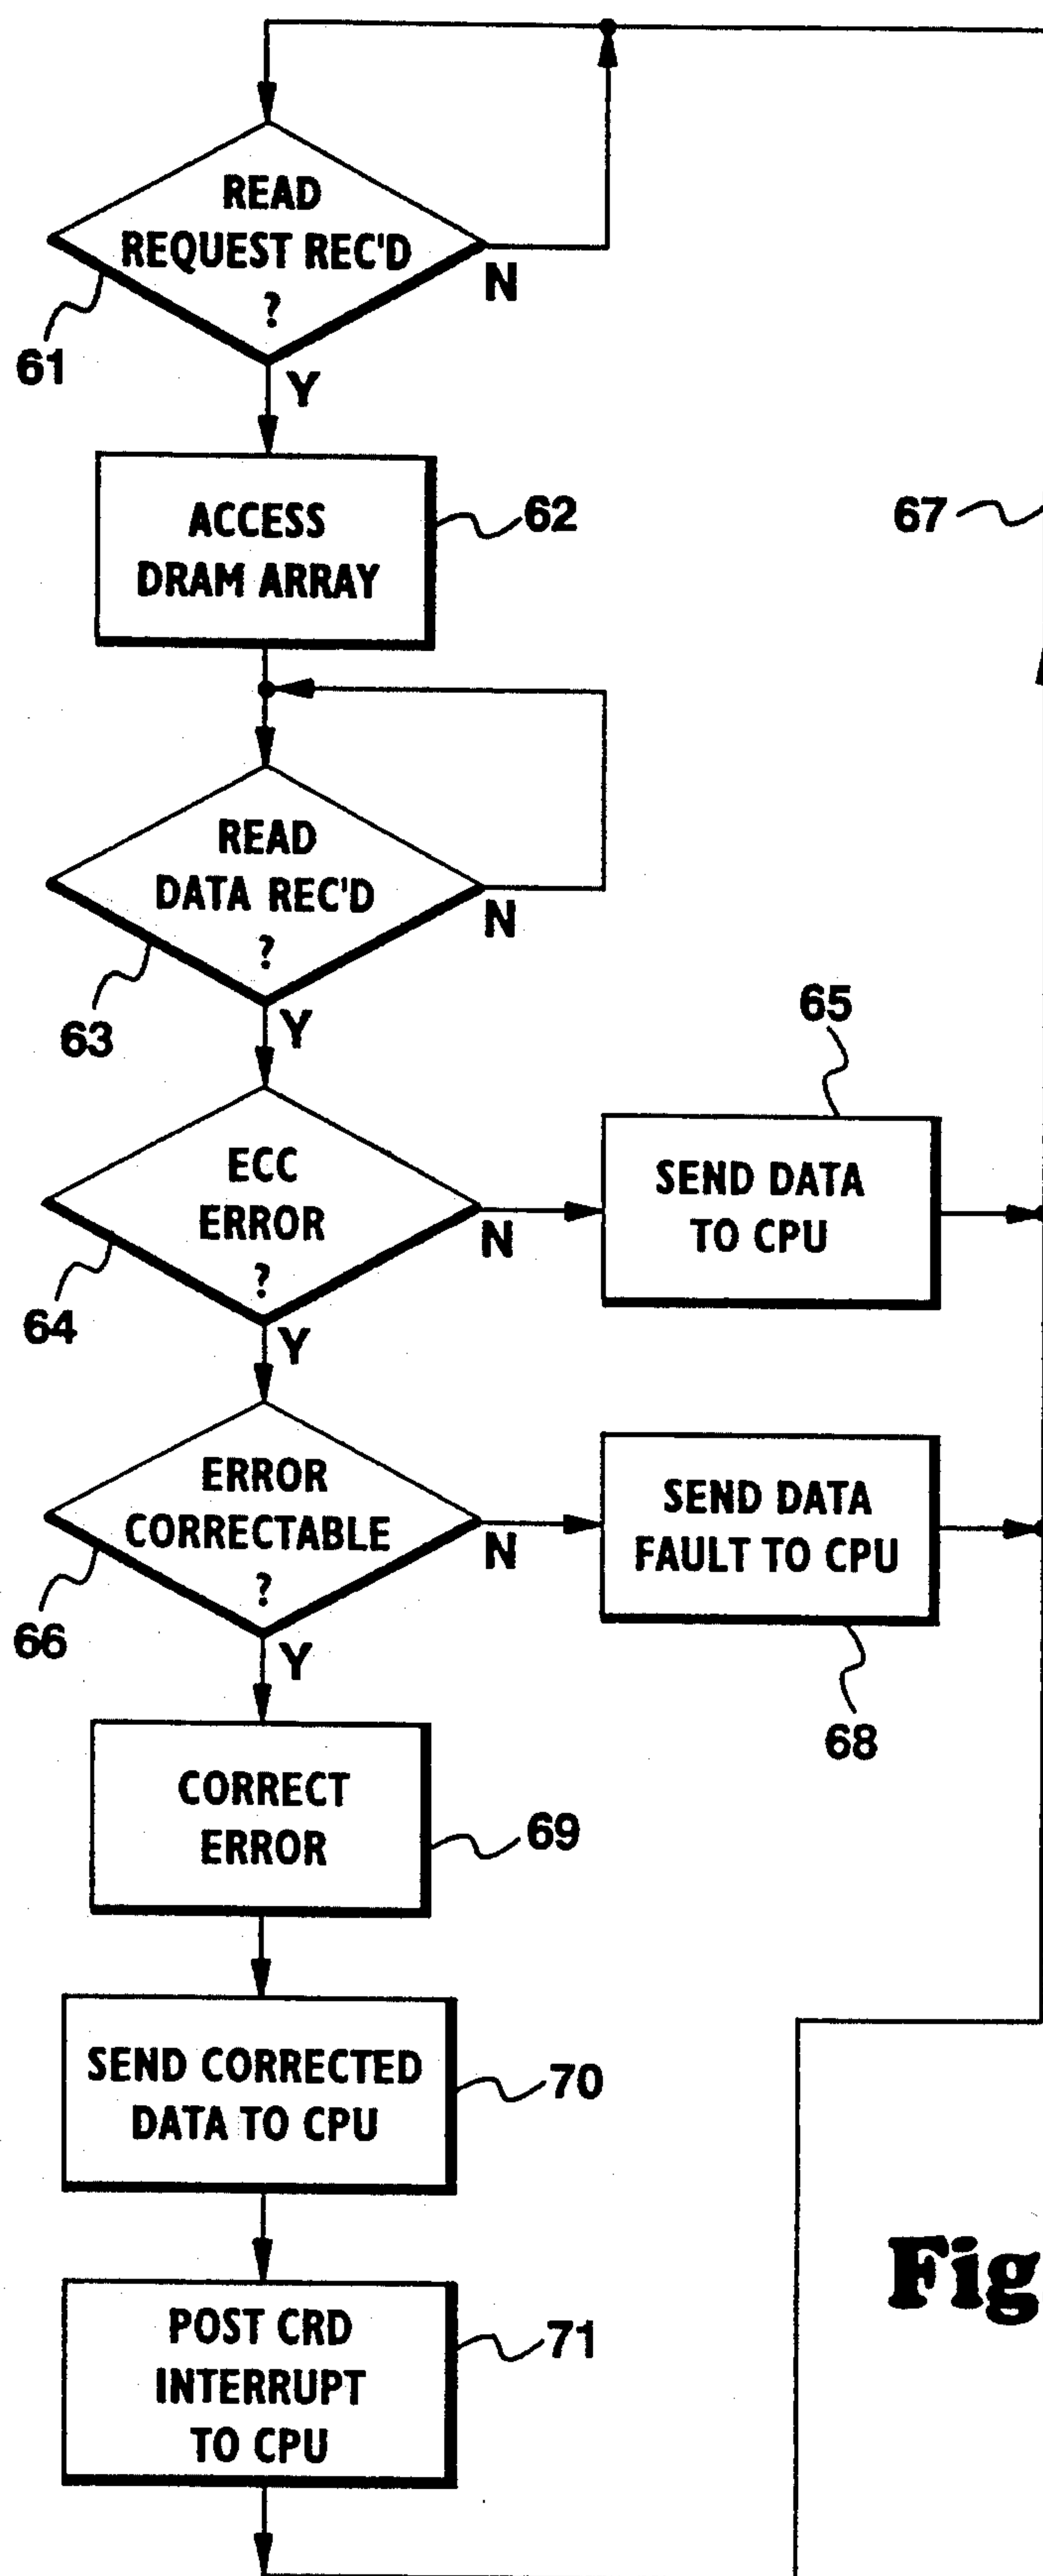 READ
REQUEST REC'D
?
N
61
Y
ACCESS
DRAM ARRAY
62
67
READ
DATA REC'D
?
N
63
Y
65
ECC
ERROR
?
N
SEND DATA
TO CPU
64
Y
ERROR
CORRECTABLE
?
N
SEND DATA
FAULT TO CPU
66
Y
68
CORRECT
ERROR
69
SEND CORRECTED
DATA TO CPU
70
Fig
POST CRD
INTERRUPT
TO CPU
71